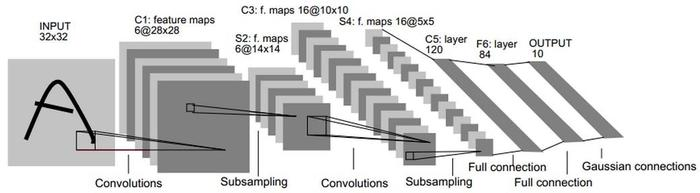 INPUT
32x32
C1: feature maps
6@28x28
S2: f. maps
6@14x14
C3: f. maps 16@10x10
S4: f. maps 16@5x5
C5: layer
120
F6: layer
84
OUTPUT
10
A
Convolutions
Subsampling
Convolutions
Subsampling
Full connection
Full connection
Gaussian connections